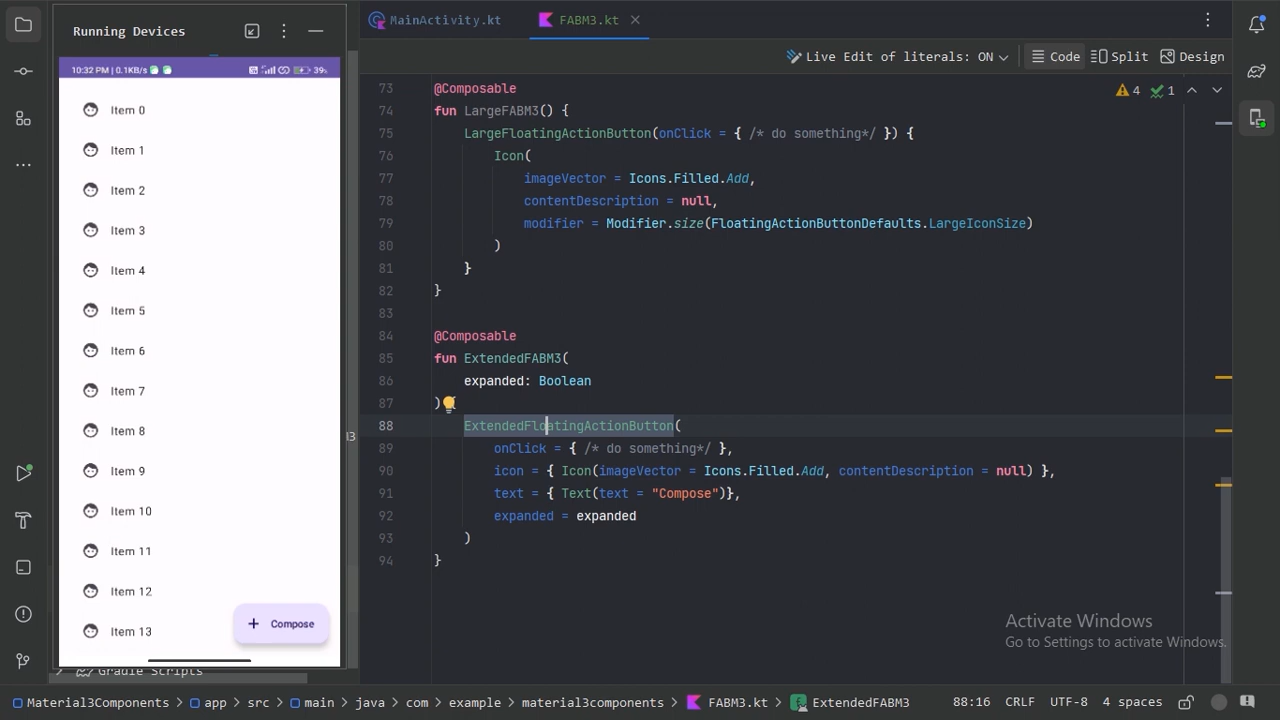 Running Devices
10:32 PM | 0.1KB/s
39%
Item 0
Item 1
Item 2
Item 3
Item 4
Item 5
Item 6
Item 7
Item 8
Item 9
Item 10
Item 11
Item 12
Item 13
+ Compose
Gradle Scripts
MainActivity.kt
FABM3.kt
Live Edit of literals: ON
Code
Split
Design
4
1
73 @Composable
74 fun LargeFABM3() {
75 LargeFloatingActionButton(onClick = { /* do something*/ }) {
76 Icon(
77 imageVector = Icons.Filled.Add,
78 contentDescription = null,
79 modifier = Modifier.size(FloatingActionButtonDefaults.LargeIconSize)
80 )
81 }
82 }
83
84 @Composable
85 fun ExtendedFABM3(
86 expanded: Boolean
87 )
88 ExtendedFloatingActionButton(
89 onClick = { /* do something*/ },
90 icon = { Icon(imageVector = Icons.Filled.Add, contentDescription = null) },
91 text = { Text(text = "Compose")},
92 expanded = expanded
93 )
94 }
M3
Activate Windows
Go to Settings to activate Windows.
Material3Components > app > src > main > java > com > example > material3components > FABM3.kt > ExtendedFABM3
88:16 CRLF UTF-8 4 spaces